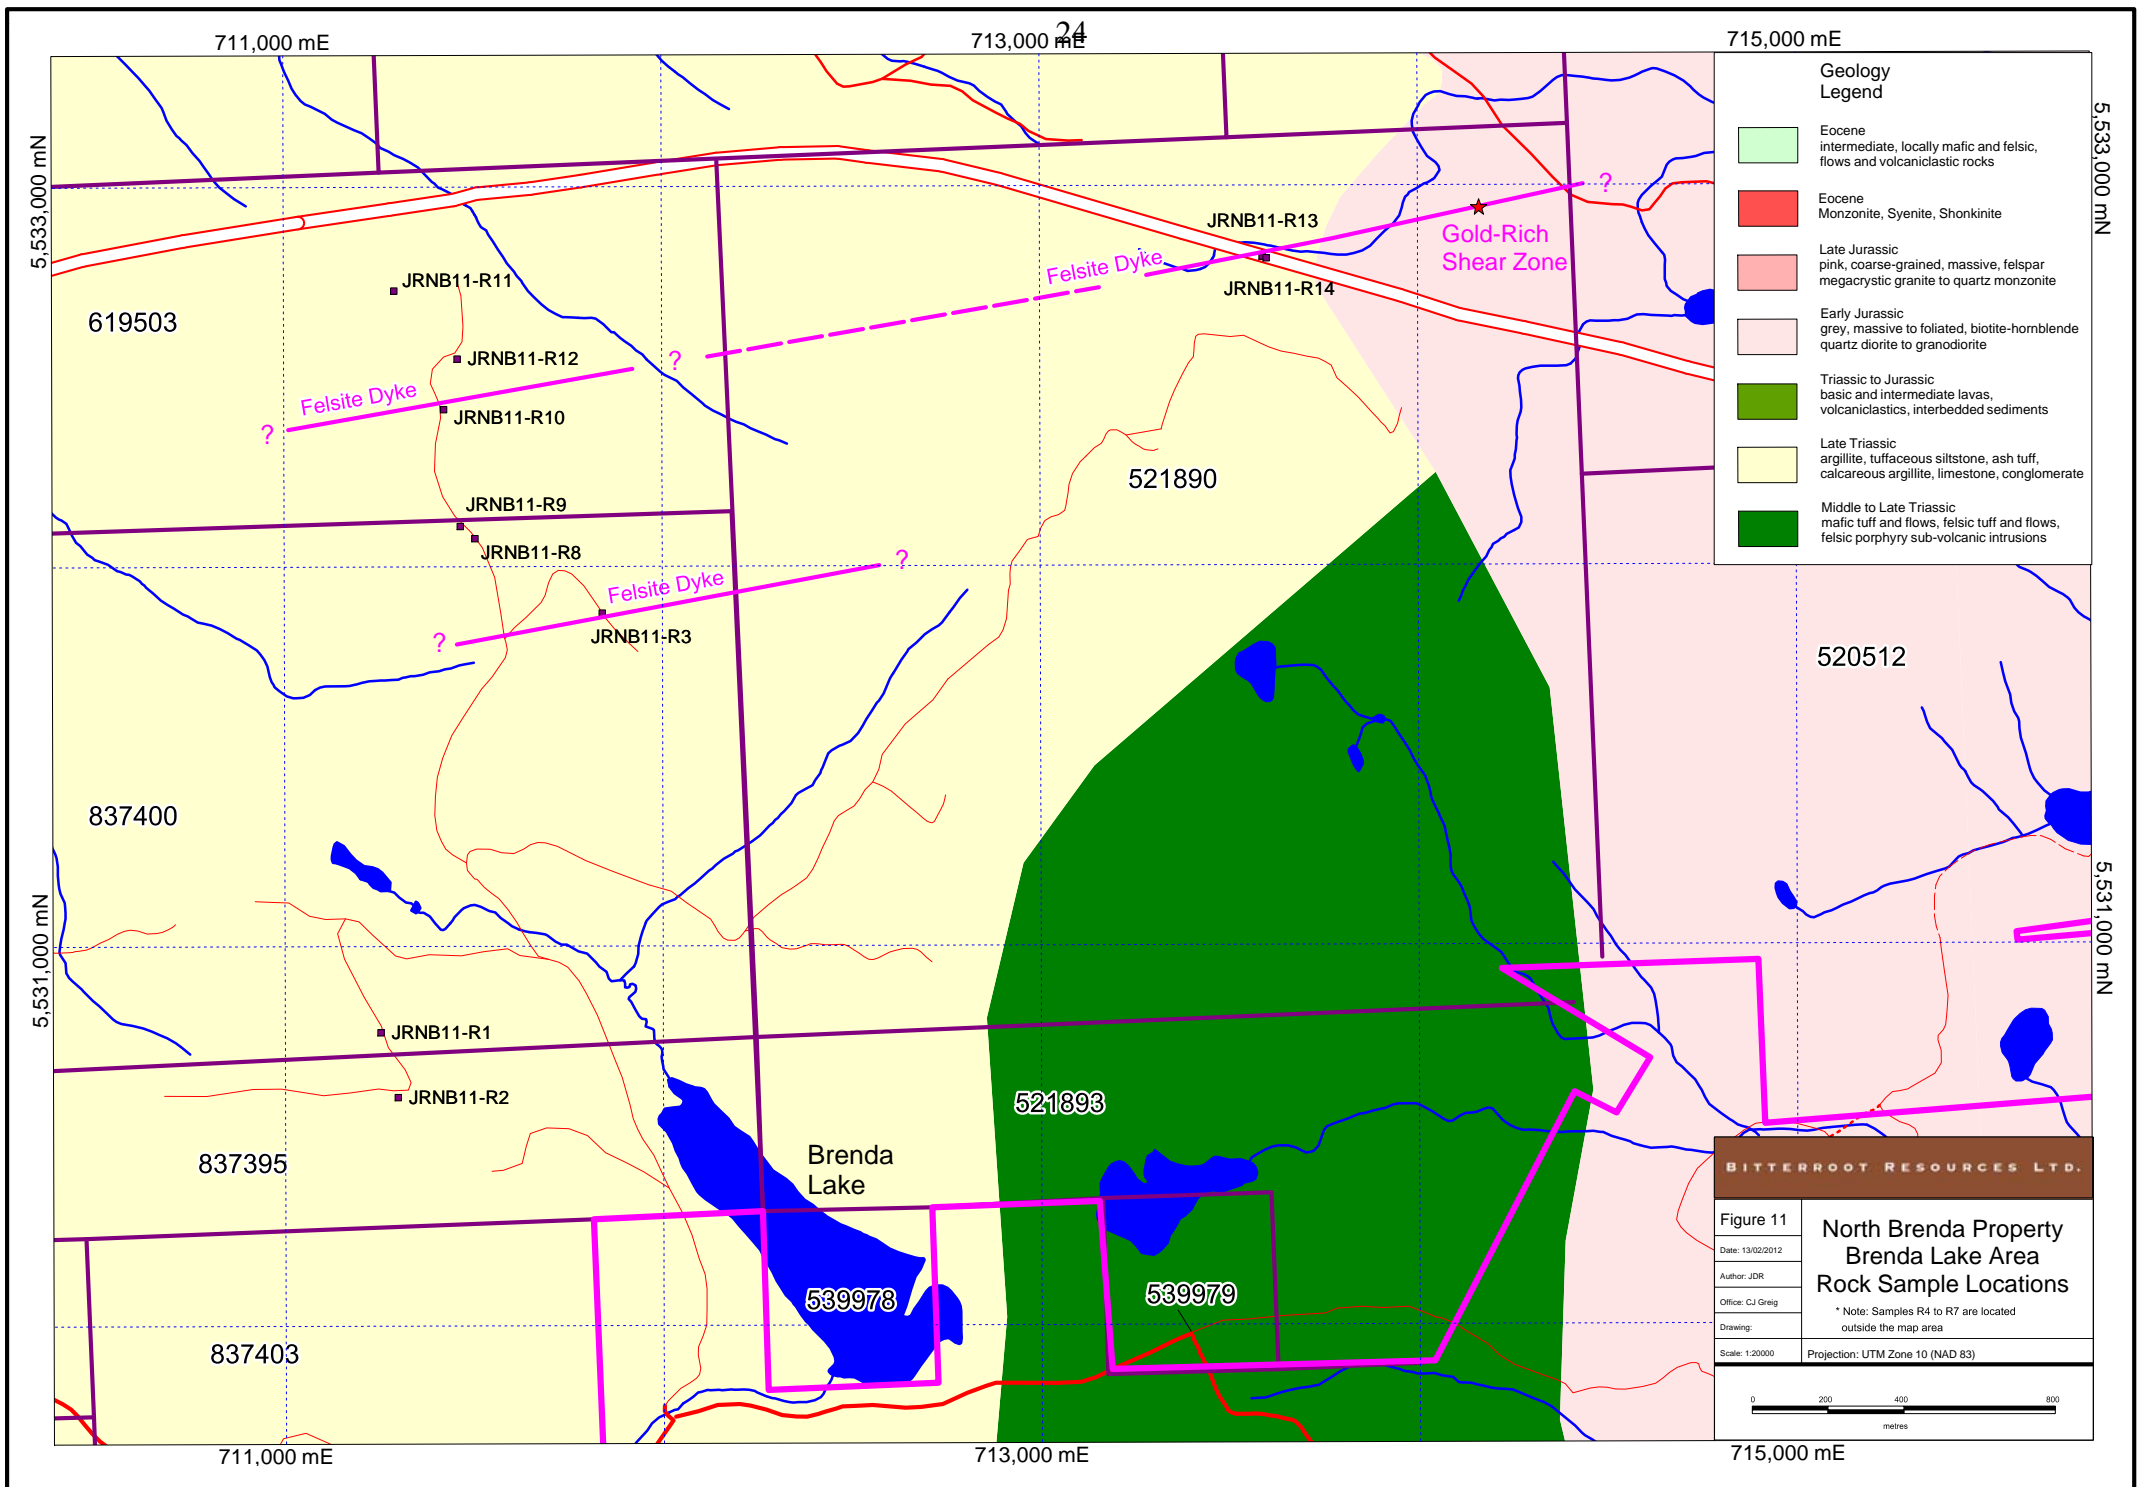 24
711,000 mE
713,000 mE
715,000 mE
5,533,000 mN
5,533,000 mN
Geology
Legend
Eocene
intermediate, locally mafic and felsic,
flows and volcaniclastic rocks
Eocene
Monzonite, Syenite, Shonkinite
Late Jurassic
pink, coarse-grained, massive, felspar
megacrystic granite to quartz monzonite
Early Jurassic
grey, massive to foliated, biotite-hornblende
quartz diorite to granodiorite
Triassic to Jurassic
basic and intermediate lavas,
volcaniclastics, interbedded sediments
Late Triassic
argillite, tuffaceous siltstone, ash tuff,
calcareous argillite, limestone, conglomerate
Middle to Late Triassic
mafic tuff and flows, felsic tuff and flows,
felsic porphyry sub-volcanic intrusions
?
JRNB11-R13
Gold-Rich
Shear Zone
Felsite Dyke
JRNB11-R14
JRNB11-R11
619503
JRNB11-R12
?
Felsite Dyke
JRNB11-R10
?
521890
JRNB11-R9
JRNB11-R8
?
Felsite Dyke
JRNB11-R3
?
520512
837400
5,531,000 mN
5,531,000 mN
JRNB11-R1
JRNB11-R2
521893
837395
Brenda
Lake
539978
539979
837403
BITTERROOT RESOURCES LTD.
Figure 11
Date: 13/02/2012
Author: JDR
Office: CJ Greig
Drawing:
Scale: 1:20000
North Brenda Property
Brenda Lake Area
Rock Sample Locations
* Note: Samples R4 to R7 are located
outside the map area
Projection: UTM Zone 10 (NAD 83)
0 200 400 800
metres
711,000 mE
713,000 mE
715,000 mE